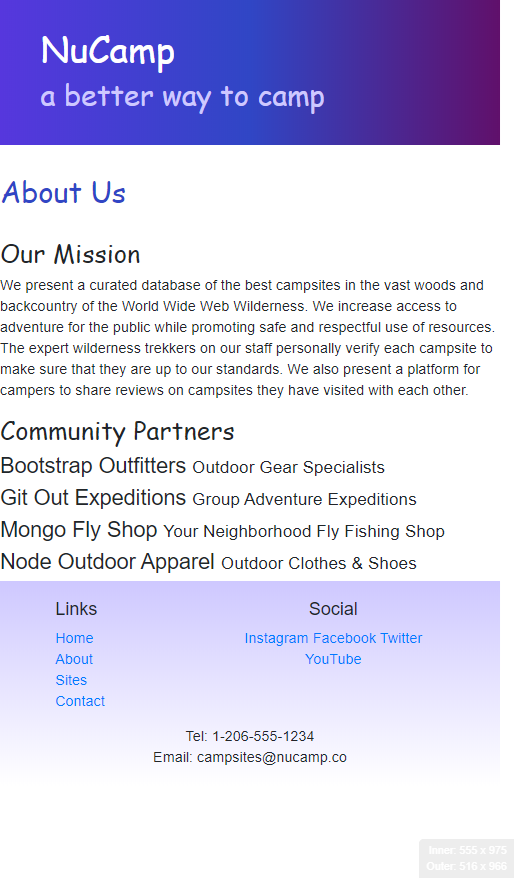 NuCamp
a better way to camp
About Us
Our Mission
We present a curated database of the best campsites in the vast woods and
backcountry of the World Wide Web Wilderness. We increase access to
adventure for the public while promoting safe and respectful use of resources.
The expert wilderness trekkers on our staff personally verify each campsite to
make sure that they are up to our standards. We also present a platform for
campers to share reviews on campsites they have visited with each other.
Community Partners
Bootstrap Outfitters Outdoor Gear Specialists
Git Out Expeditions Group Adventure Expeditions
Mongo Fly Shop Your Neighborhood Fly Fishing Shop
Node Outdoor Apparel Outdoor Clothes & Shoes
Links
Home
About
Sites
Contact
Social
Instagram Facebook Twitter
YouTube
Tel: 1-206-555-1234
Email: campsites@nucamp.co
Inner: 555 x 975
Outer: 516 x 966